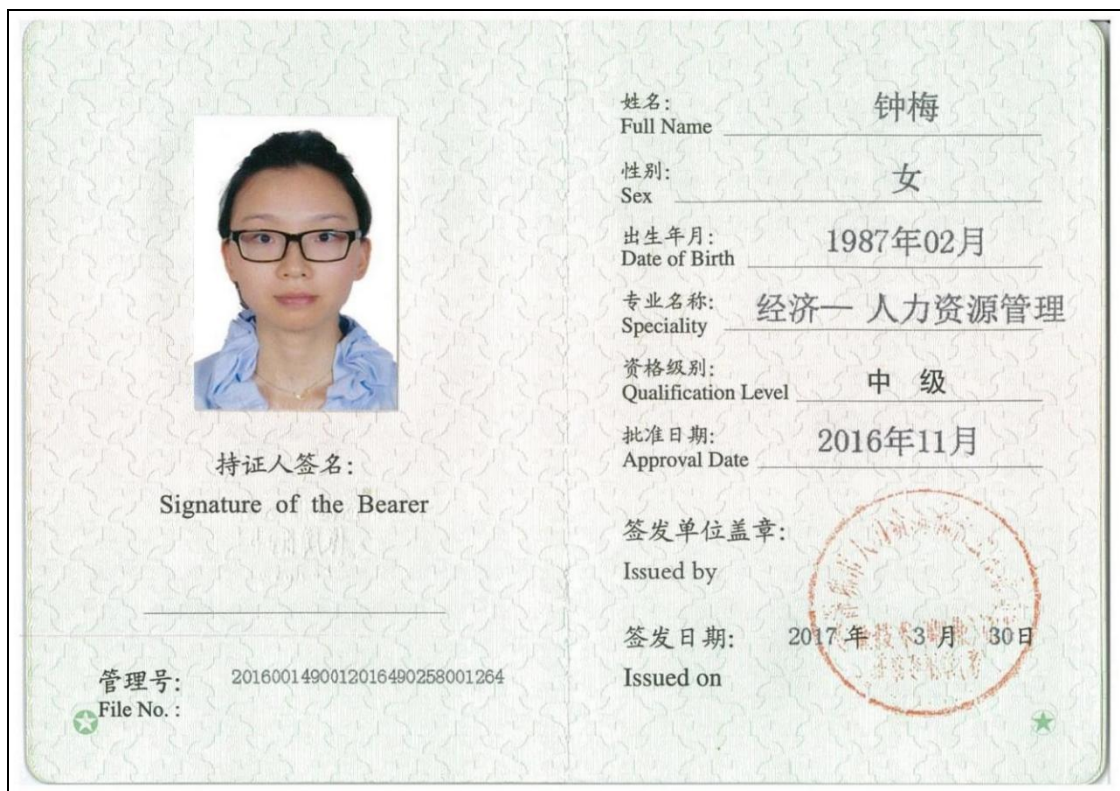 持证人签名:
Signature of the Bearer
管理号: 2016001490012016490258001264
File No. :
姓名: 钟梅
Full Name
性别: 女
Sex
出生年月: 1987年02月
Date of Birth
专业名称: 经济一 人力资源管理
Speciality
资格级别: 中 级
Qualification Level
批准日期: 2016年11月
Approval Date
签发单位盖章:
Issued by
签发日期: 2017 年 3 月 30日
Issued on